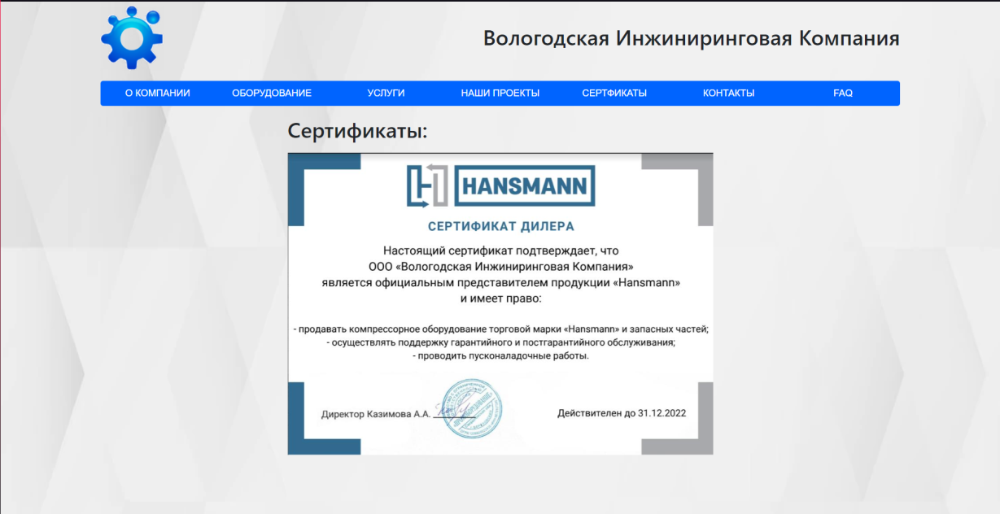 Вологодская Инжиниринговая Компания
О КОМПАНИИ ОБОРУДОВАНИЕ УСЛУГИ НАШИ ПРОЕКТЫ СЕРТФИКАТЫ КОНТАКТЫ FAQ
Сертификаты:
HANSMANN
СЕРТИФИКАТ ДИЛЕРА
Настоящий сертификат подтверждает, что
ООО «Вологодская Инжиниринговая Компания»
является официальным представителем продукции «Hansmann»
и имеет право:
- продавать компрессорное оборудование торговой марки «Hansmann» и запасных частей;
- осуществлять поддержку гарантийного и постгарантийного обслуживания;
- проводить пусконаладочные работы.
Директор Казимова А.А.
Действителен до 31.12.2022